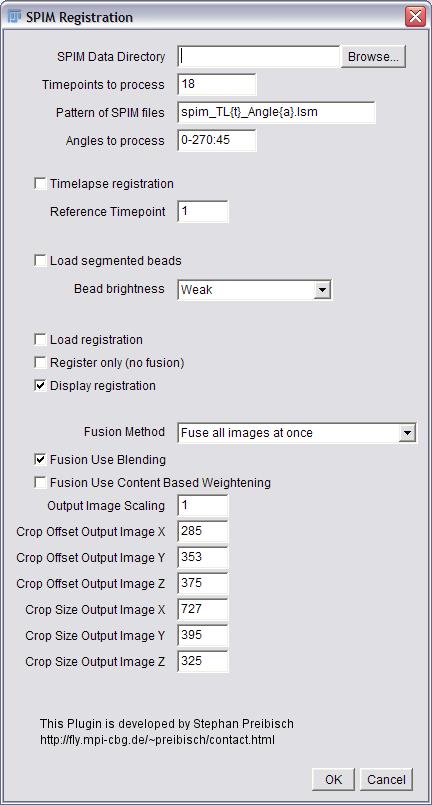 SPIM Registration
SPIM Data Directory Browse...
Timepoints to process 18
Pattern of SPIM files spim_TL{t}_Angle{a}.lsm
Angles to process 0-270:45
Timelapse registration
Reference Timepoint 1
Load segmented beads
Bead brightness Weak
Load registration
Register only (no fusion)
Display registration
Fusion Method Fuse all images at once
Fusion Use Blending
Fusion Use Content Based Weightening
Output Image Scaling 1
Crop Offset Output Image X 285
Crop Offset Output Image Y 353
Crop Offset Output Image Z 375
Crop Size Output Image X 727
Crop Size Output Image Y 395
Crop Size Output Image Z 325
This Plugin is developed by Stephan Preibisch
http://fly.mpi-cbg.de/~preibisch/contact.html
OK Cancel